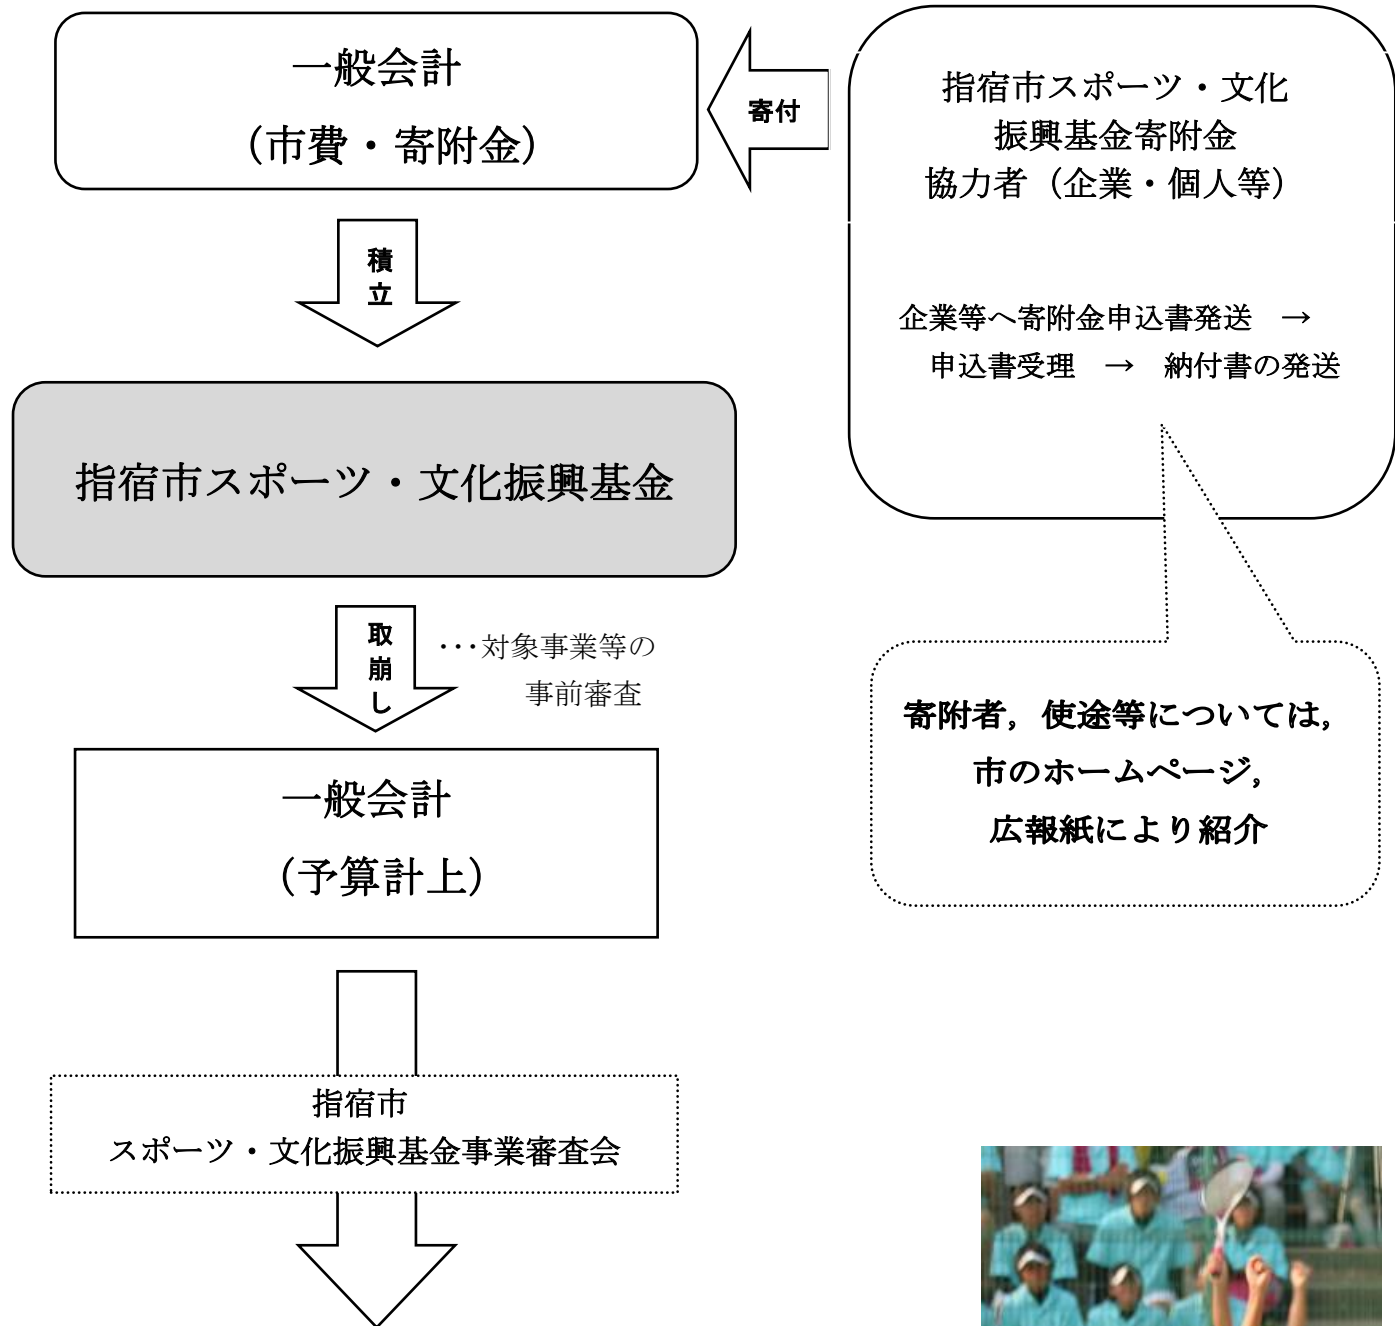 一般会計
（市費・寄附金）
寄付
指宿市スポーツ・文化
振興基金寄附金
協力者（企業・個人等）
企業等へ寄附金申込書発送　→
申込書受理　→　納付書の発送
積
立
指宿市スポーツ・文化振興基金
取
崩
し
･･･対象事業等の
事前審査
一般会計
（予算計上）
寄附者，使途等については，
市のホームページ，
広報紙により紹介
指宿市
スポーツ・文化振興基金事業審査会